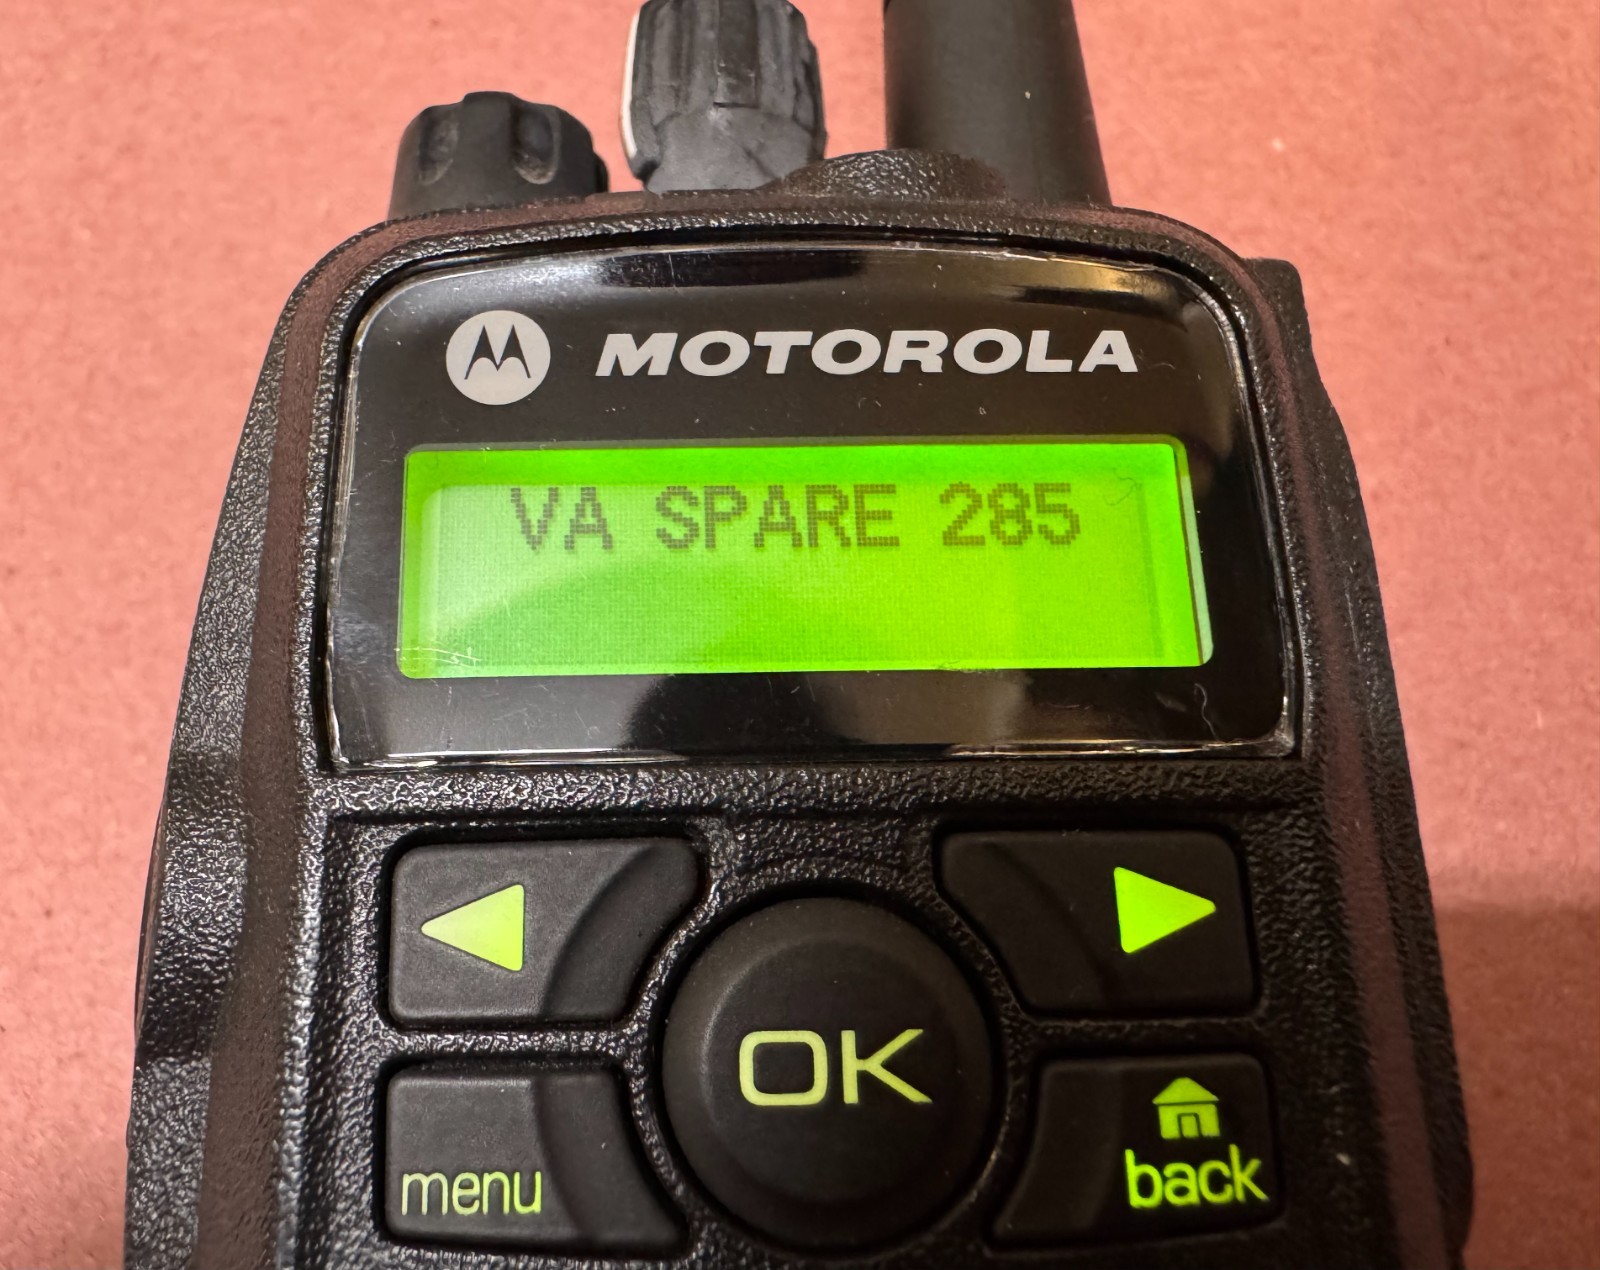 MOTOROLA
VA SPARE 285
OK
menu
back